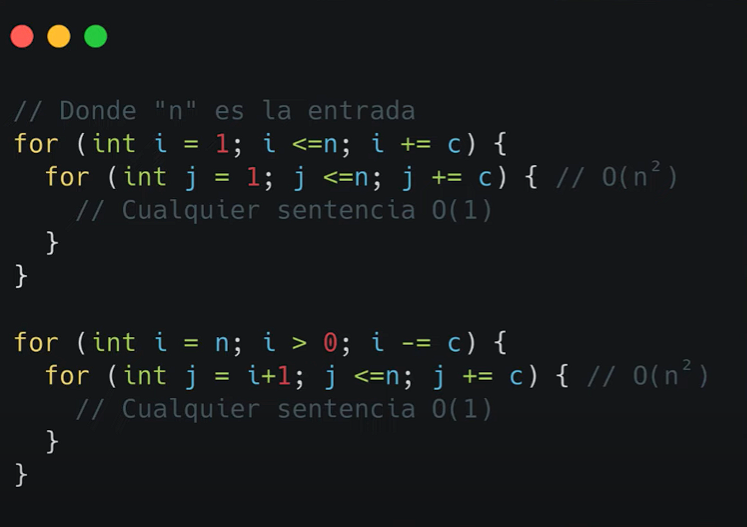 // Donde "n" es la entrada
for (int i = 1; i <=n; i += c) {
  for (int j = 1; j <=n; j += c) { // O(n²)
    // Cualquier sentencia O(1)
  }
}

for (int i = n; i > 0; i -= c) {
  for (int j = i+1; j <=n; j += c) { // O(n²)
    // Cualquier sentencia O(1)
  }
}